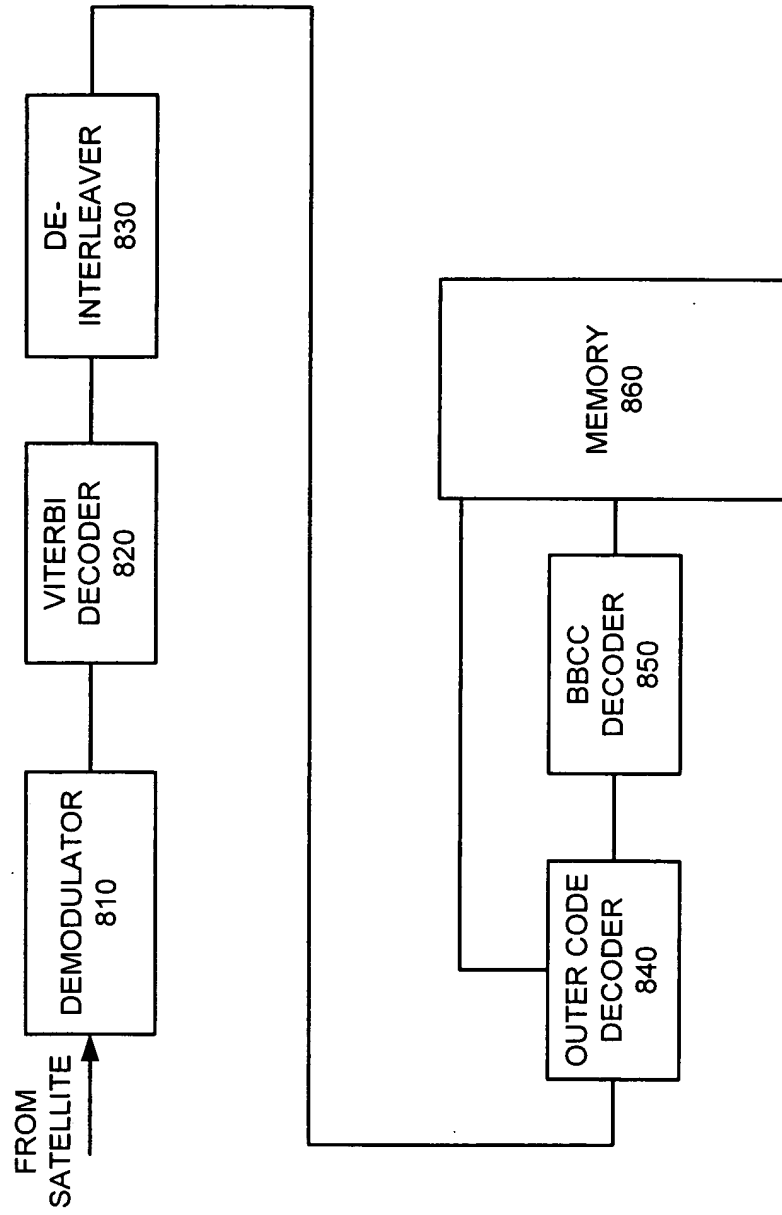 FROM
SATELLITE
DEMODULATOR
810
VITERBI
DECODER
820
DE-
INTERLEAVER
830
OUTER CODE
DECODER
840
BBCC
DECODER
850
MEMORY
860